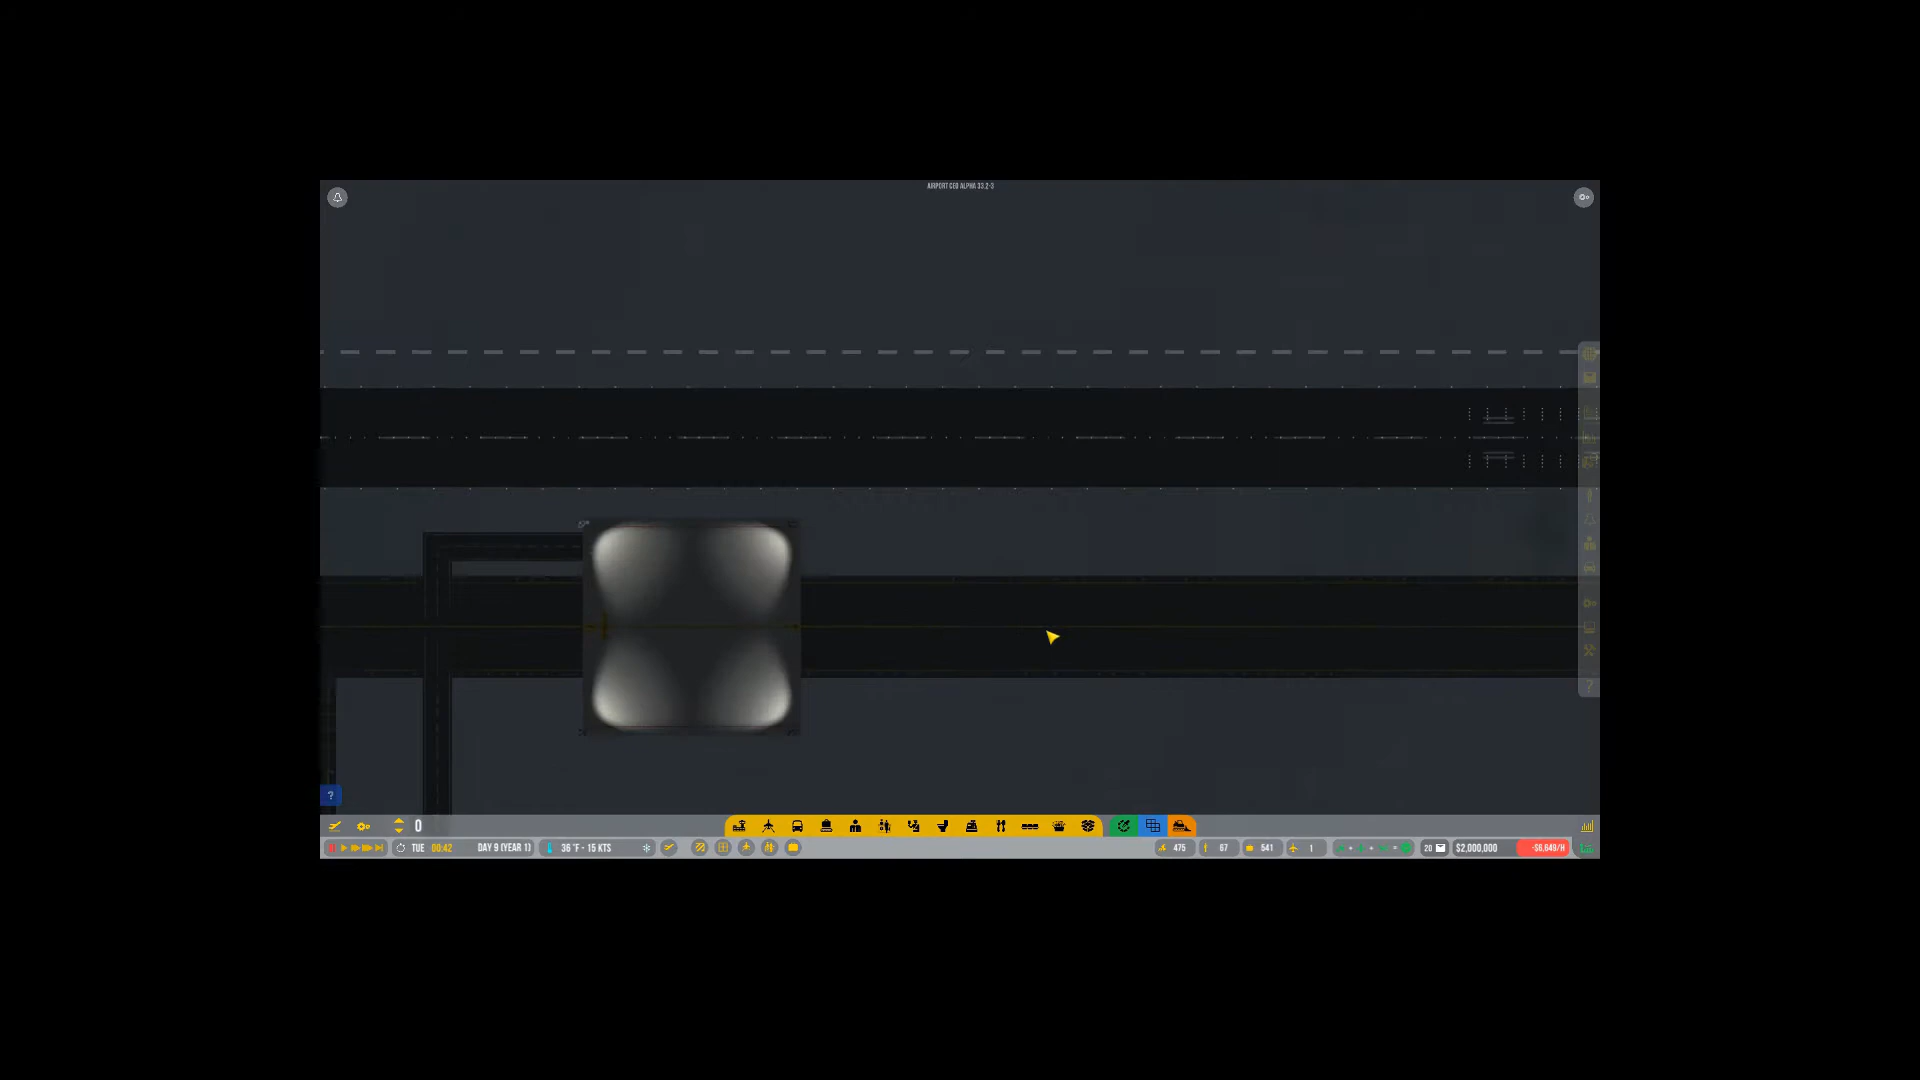 AIRPORT CEO ALPHA 33.2-3
?
?
0
TUE 00:42 DAY 9 (YEAR 1) 36 °F - 15 KTS 475 67 541 1 + + = 20 $2,000,000 -$6,649/H